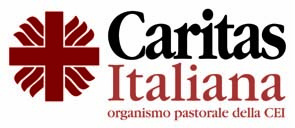 Caritas
Italiana
organismo pastorale della CEI